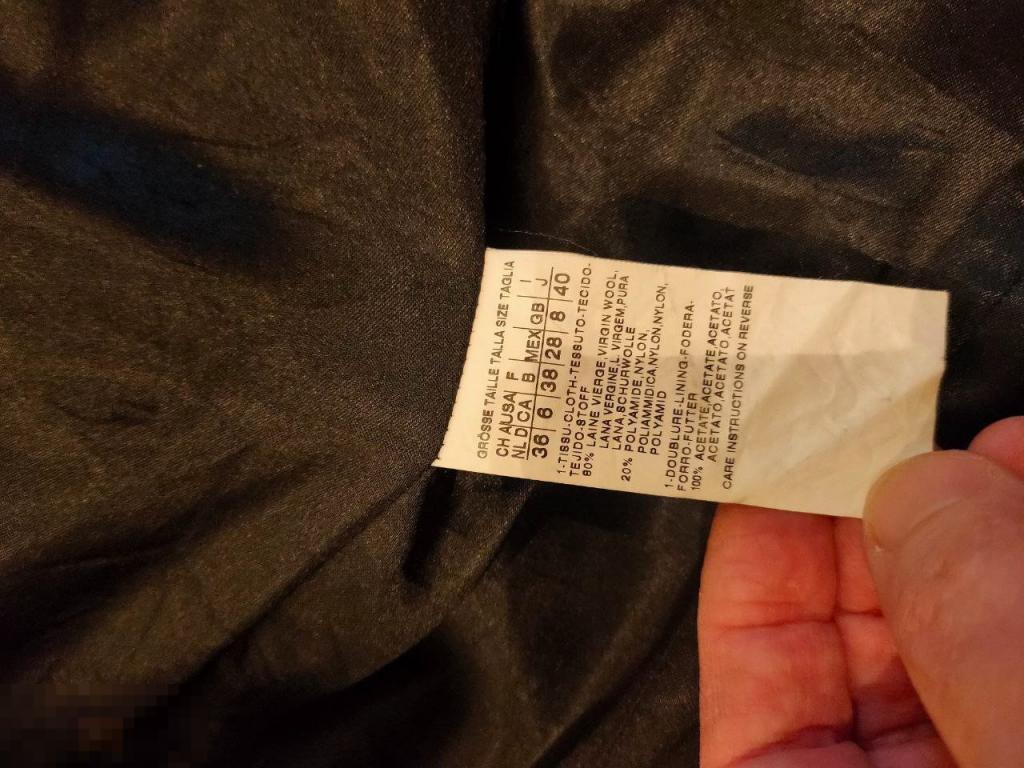 GRÖSSE TAILLE TALLA SIZE TAGLIA
CH A USA F I
NL D CA B MEX GB J
36 6 38 28 8 40
1-TISSU-CLOTH-TESSUTO-TECIDO-
TEJIDO-STOFF
80% LAINE VIERGE,VIRGIN WOOL,
LANA VERGINE,L.VIRGEM,PURA
LANA,SCHURWOLLE
20% POLYAMIDE,NYLON,
POLIAMMIDICA,NYLON,NYLON,
POLYAMID
1-DOUBLURE-LINING-FODERA-
FORRO-FUTTER
100% ACETATE,ACETATE,ACETATO,
ACETATO,ACETATO,ACETAT
CARE INSTRUCTIONS ON REVERSE